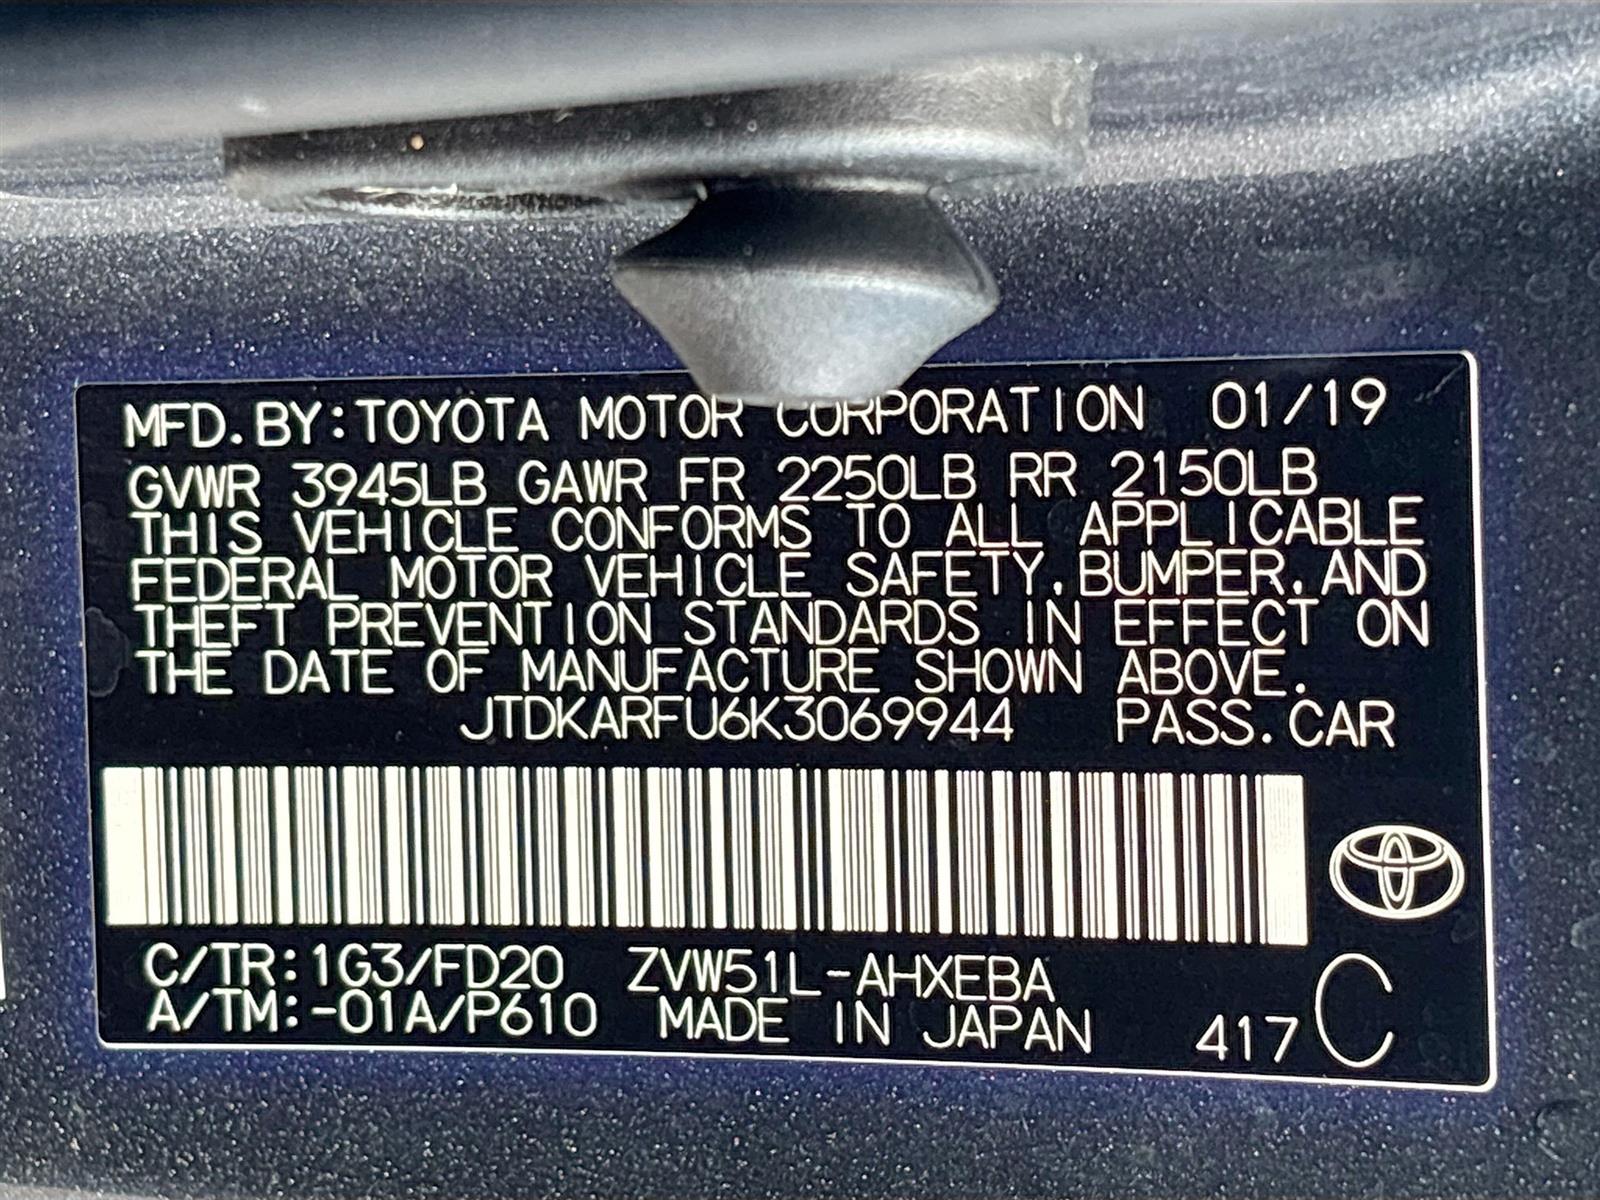 MFD. BY: TOYOTA MOTOR CORPORATION 01/19
GVWR 3945LB GAWR FR 2250LB RR 2150LB
THIS VEHICLE CONFORMS TO ALL APPLICABLE
FEDERAL MOTOR VEHICLE SAFETY, BUMPER, AND
THEFT PREVENTION STANDARDS IN EFFECT ON
THE DATE OF MANUFACTURE SHOWN ABOVE.
JTDKARFU6K3069944 PASS. CAR
C/TR: 1G3/FD20 ZVW51L-AHXEBA
A/TM: -01A/P610 MADE IN JAPAN 417 C